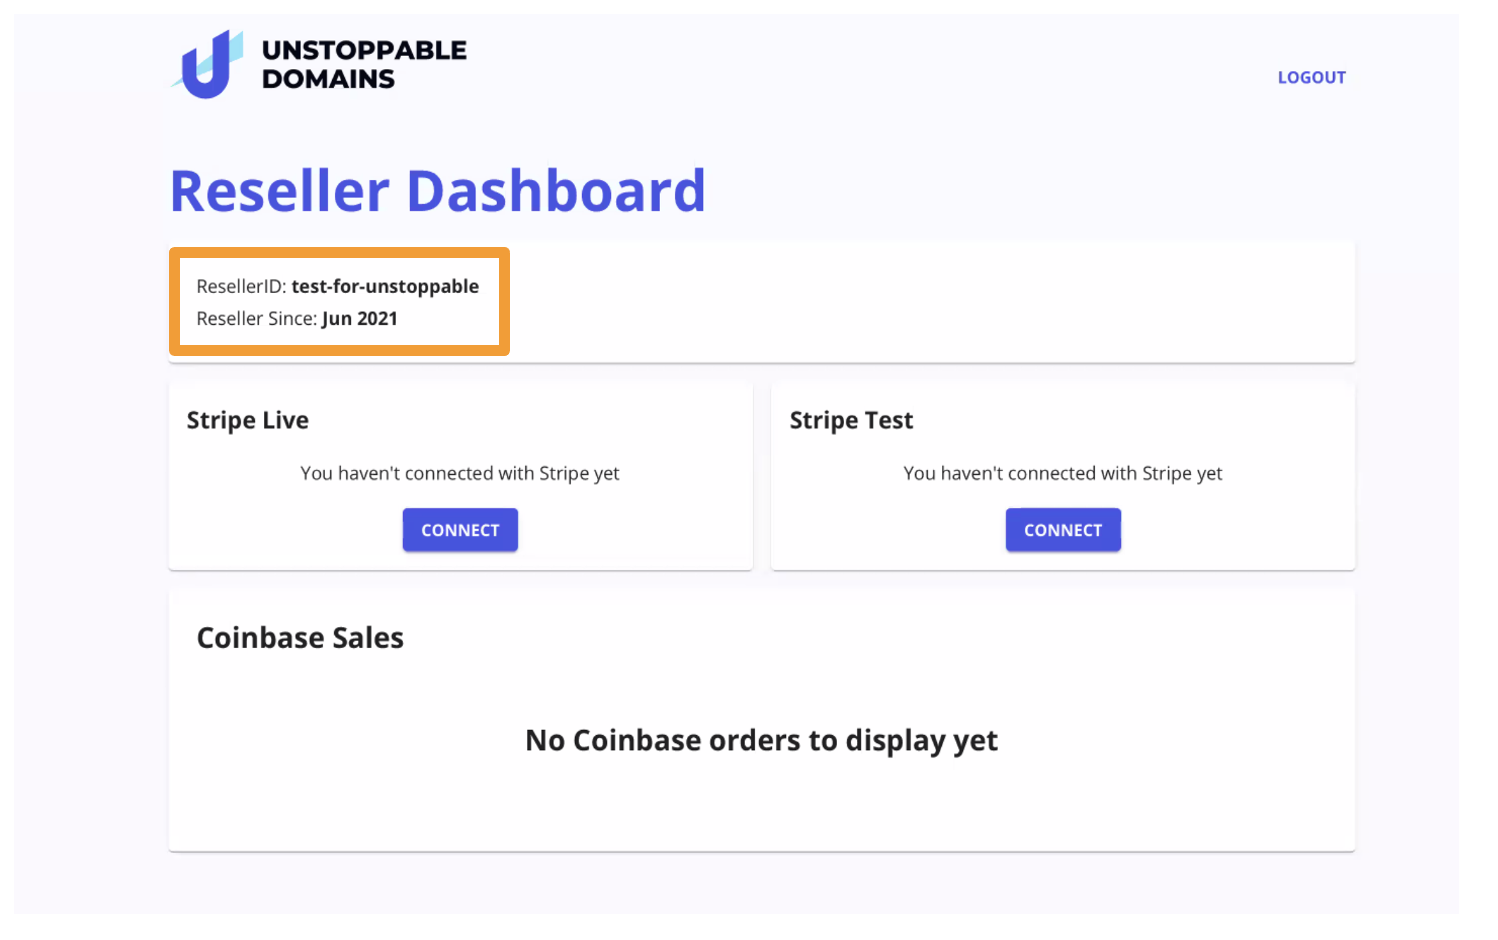 UNSTOPPABLE
DOMAINS
LOGOUT
Reseller Dashboard
ResellerID: test-for-unstoppable
Reseller Since: Jun 2021
Stripe Live
You haven't connected with Stripe yet
CONNECT
Stripe Test
You haven't connected with Stripe yet
CONNECT
Coinbase Sales
No Coinbase orders to display yet